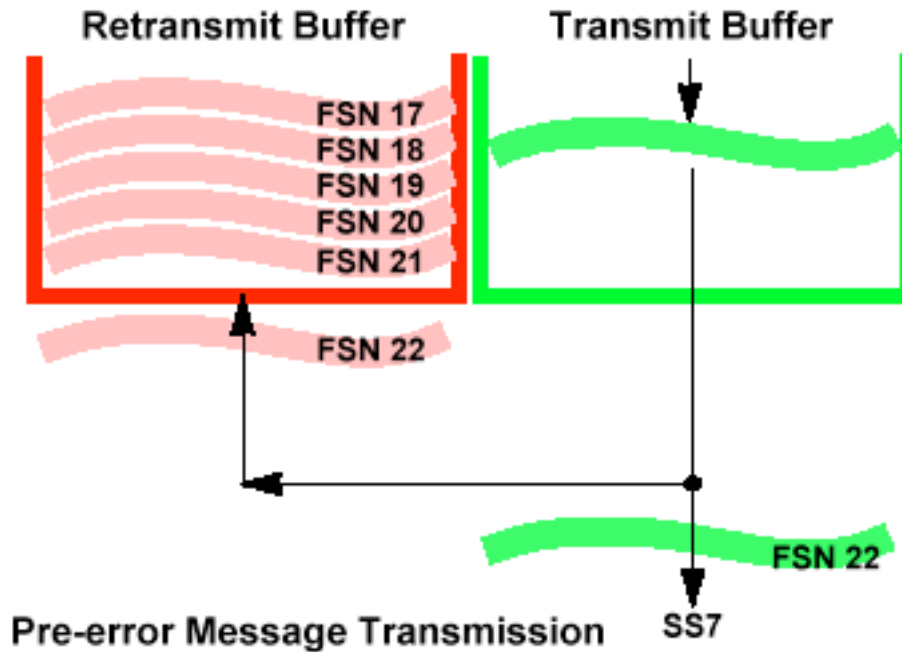 Retransmit Buffer
Transmit Buffer
FSN 17
FSN 18
FSN 19
FSN 20
FSN 21
FSN 22
FSN 22
SS7
Pre-error Message Transmission